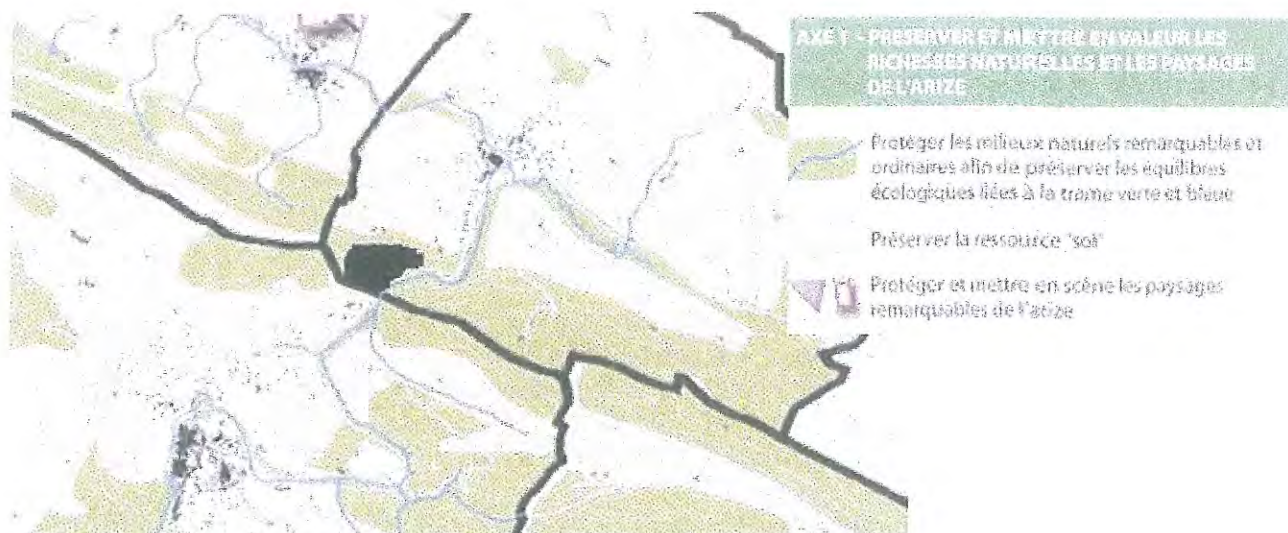 AXE 1 - PRESERVER ET METTRE EN VALEUR LES
RICHESSES NATURELLES ET LES PAYSAGES
DE L'ARIZE
Protéger les milieux naturels remarquables et
ordinaires afin de préserver les équilibres
écologiques liées à la trame verte et bleue
Préserver la ressource "sol"
Protéger et mettre en scène les paysages
remarquables de l'arize